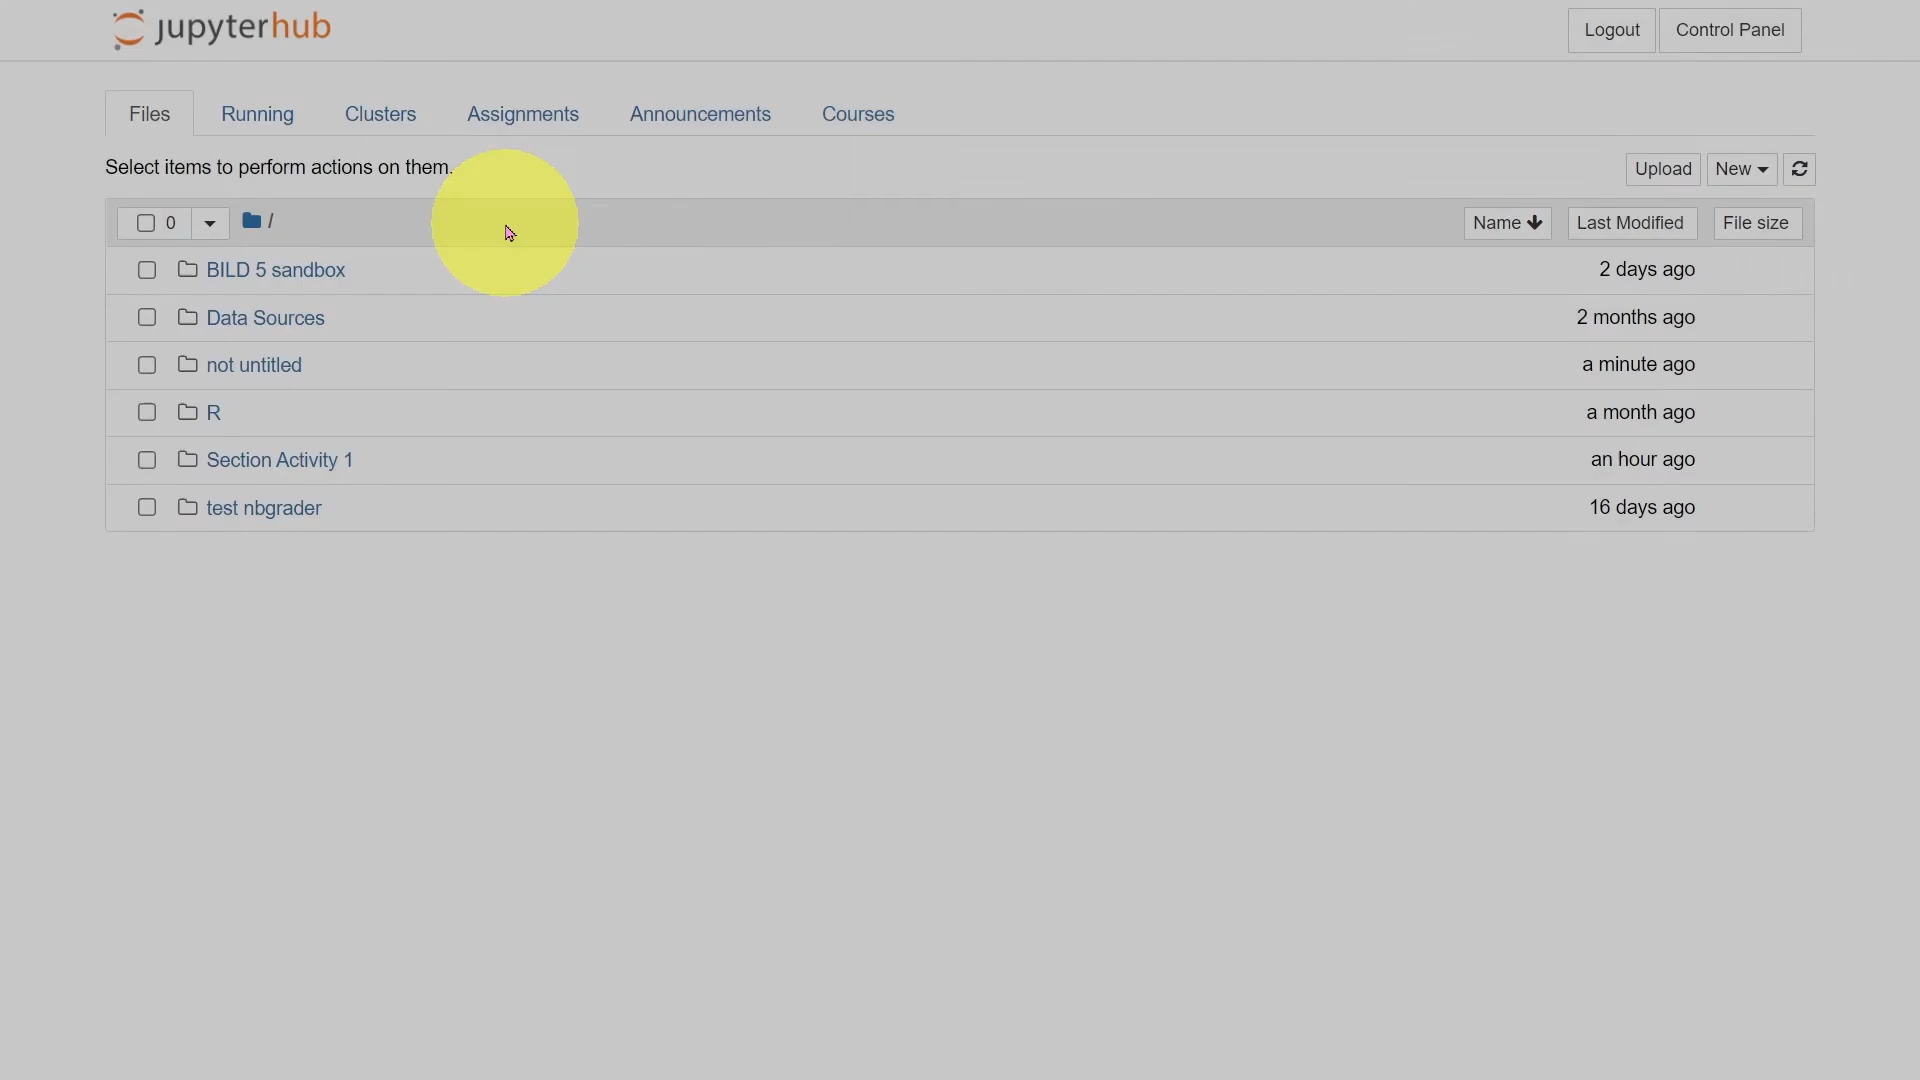 jupyterhub
Logout Control Panel
Files Running Clusters Assignments Announcements Courses
Select items to perform actions on them.
Upload New
0 / Name Last Modified File size
BILD 5 sandbox 2 days ago
Data Sources 2 months ago
not untitled a minute ago
R a month ago
Section Activity 1 an hour ago
test nbgrader 16 days ago